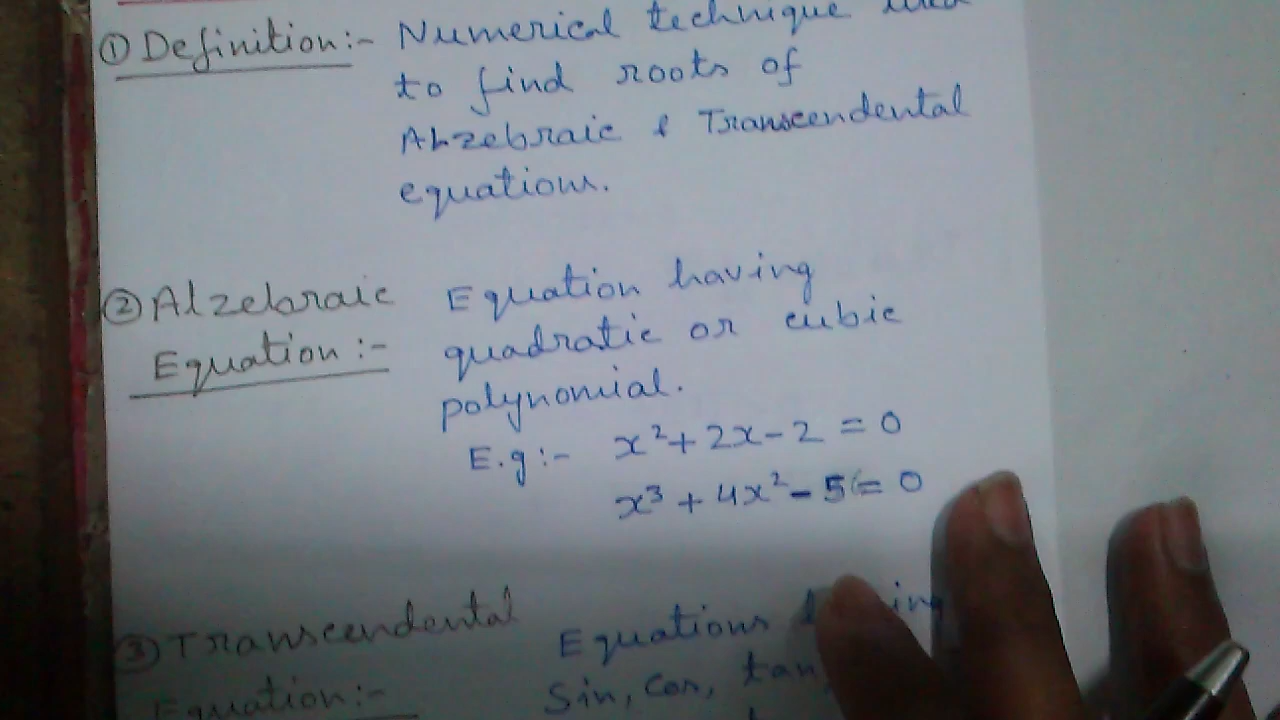 ① Definition:- Numerical technique
to find roots of
Alzebraic & Transcendental
equations.
② Alzebraic Equation:-
Equation having
quadratic or cubic
polynomial.
E.g:- x²+2x-2=0
x³+4x²-5=0
③ Transcendental
Equation:-
Equations
Sin, Cos, tan,